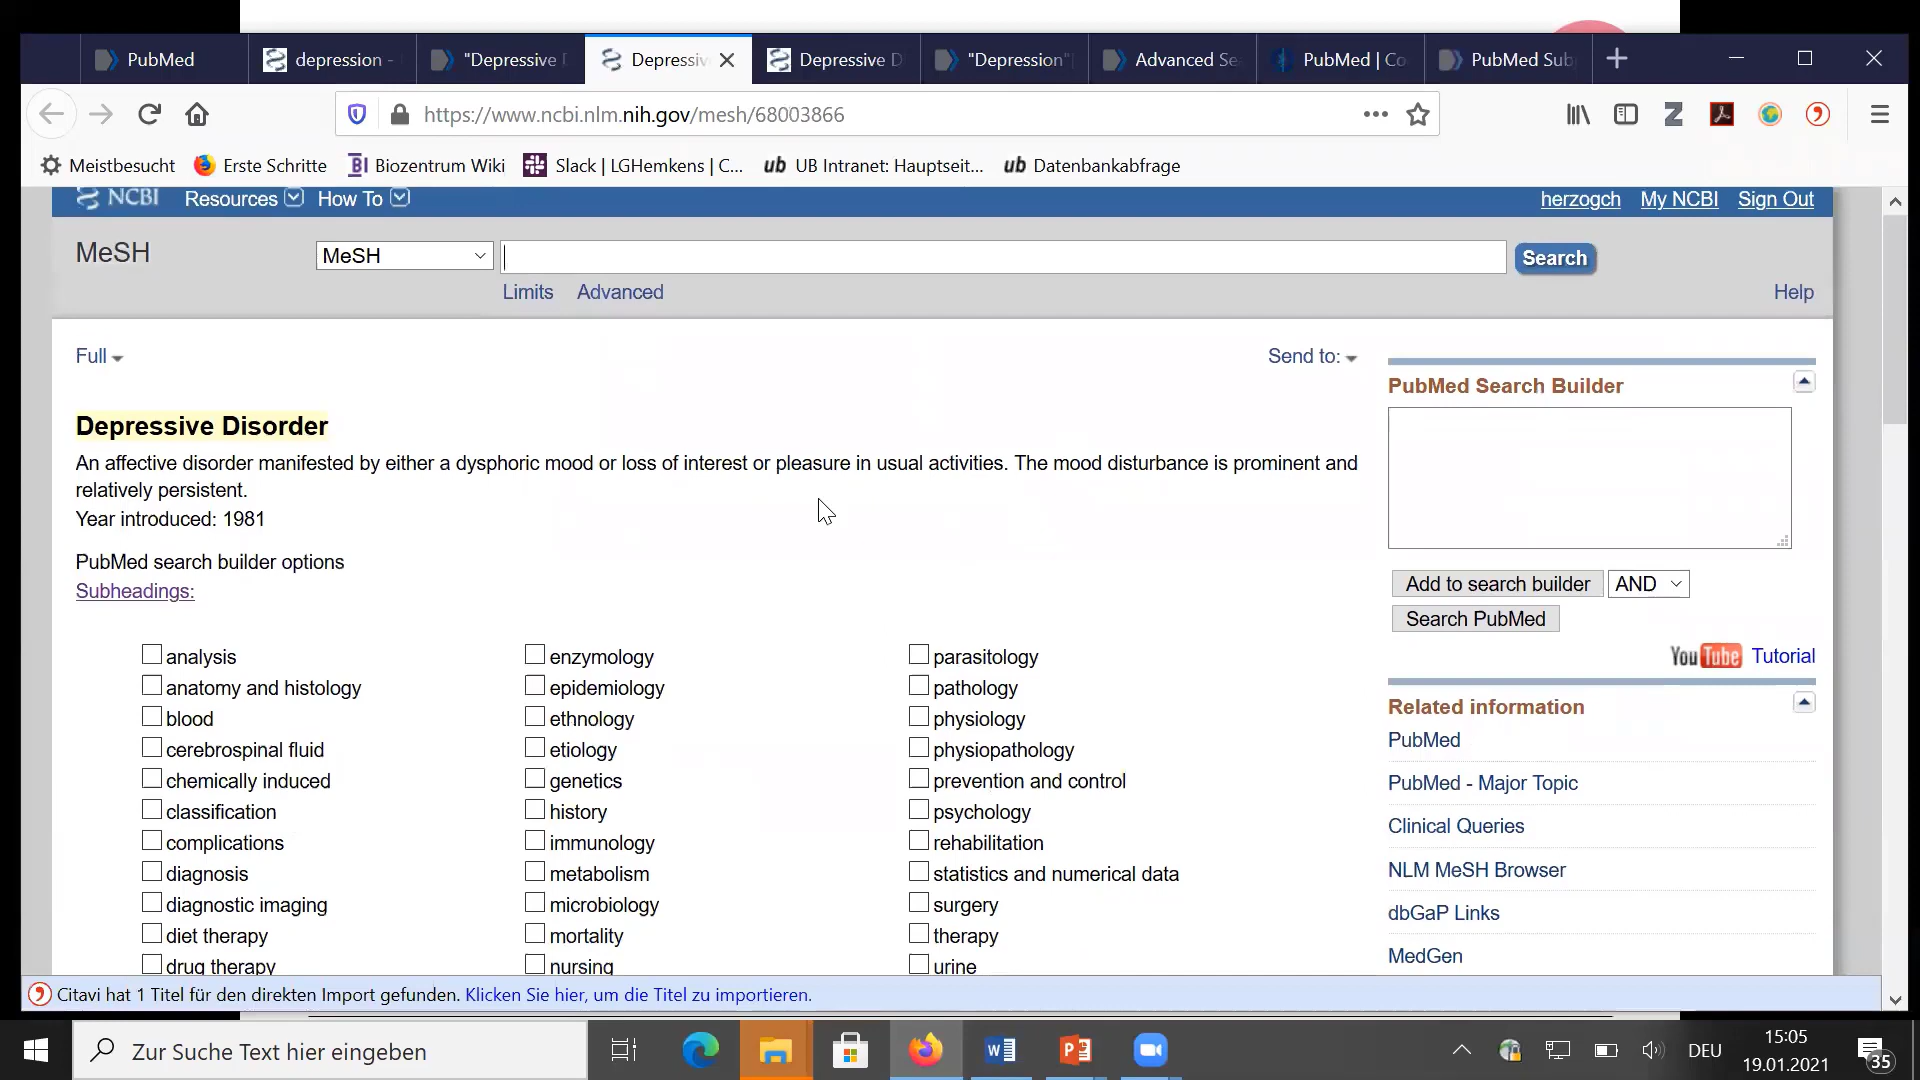 PubMed
depression -
"Depressive D
Depressiv
Depressive D
"Depression"
Advanced Se
PubMed | Co
PubMed Sub
https://www.ncbi.nlm.nih.gov/mesh/68003866
Meistbesucht
Erste Schritte
BI Biozentrum Wiki
Slack | LGHemkens | C...
ub UB Intranet: Hauptseit...
ub Datenbankabfrage
NCBI Resources How To
herzogch My NCBI Sign Out
MeSH
MeSH
Search
Limits Advanced
Help
Full
Send to:
Depressive Disorder
An affective disorder manifested by either a dysphoric mood or loss of interest or pleasure in usual activities. The mood disturbance is prominent and
relatively persistent.
Year introduced: 1981
PubMed search builder options
Subheadings:
analysis
anatomy and histology
blood
cerebrospinal fluid
chemically induced
classification
complications
diagnosis
diagnostic imaging
diet therapy
drug therapy
enzymology
epidemiology
ethnology
etiology
genetics
history
immunology
metabolism
microbiology
mortality
nursing
parasitology
pathology
physiology
physiopathology
prevention and control
psychology
rehabilitation
statistics and numerical data
surgery
therapy
urine
PubMed Search Builder
Add to search builder AND
Search PubMed
YouTube Tutorial
Related information
PubMed
PubMed - Major Topic
Clinical Queries
NLM MeSH Browser
dbGaP Links
MedGen
Citavi hat 1 Titel für den direkten Import gefunden. Klicken Sie hier, um die Titel zu importieren.
Zur Suche Text hier eingeben
DEU
15:05
19.01.2021
35